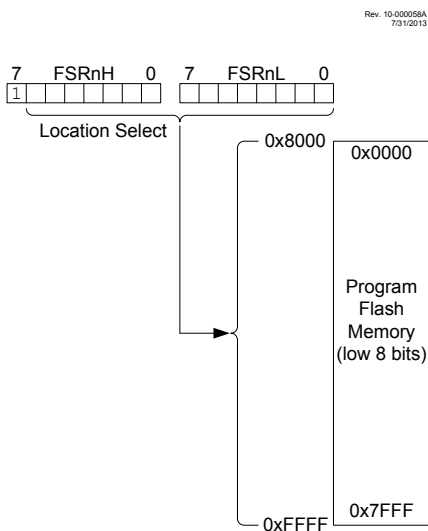 Rev. 10-000058A
7/31/2013
7 FSRnH 0 7 FSRnL 0
1
Location Select
0x8000
0x0000
Program
Flash
Memory
(low 8 bits)
0x7FFF
0xFFFF